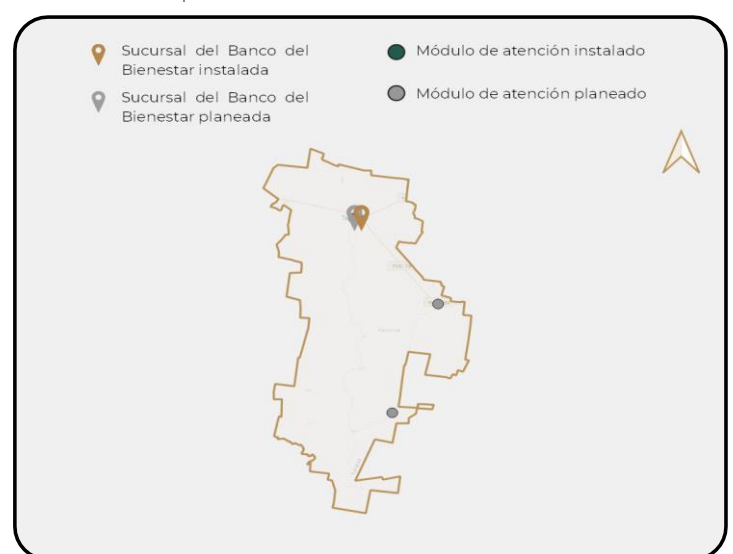 Sucursal del Banco del
Bienestar instalada
Sucursal del Banco del
Bienestar planeada
Módulo de atención instalado
Módulo de atención planeado